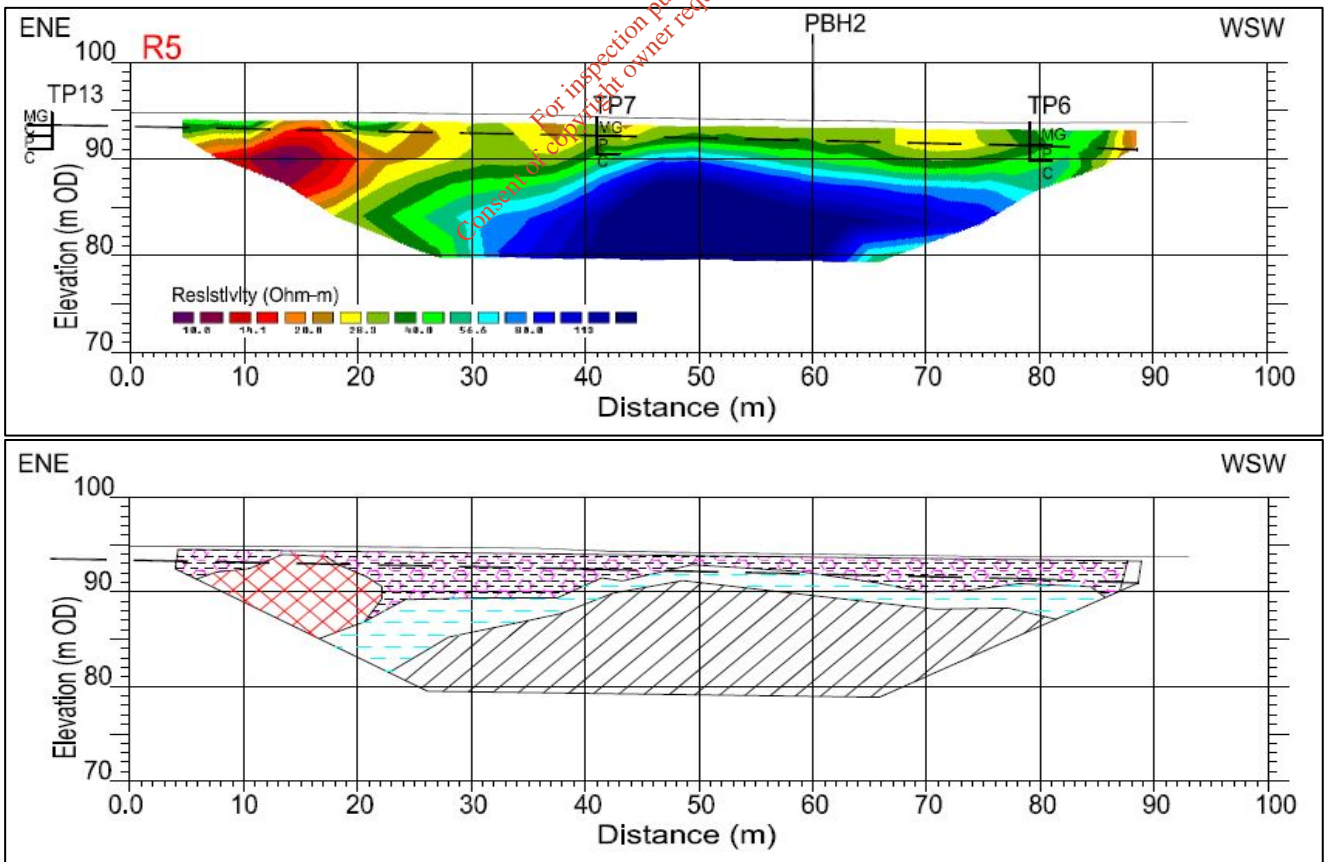 ENE
R5
PBH2
WSW
For inspection pu
Consent of copyright owner requ
100
90
80
70
Elevation (m OD)
TP13
MG
C
TP7
MG
P
C
TP6
MG
P
C
Resistivity (Ohm-m)
10.0 14.1 20.0 28.3 40.0 56.6 80.0 113
0.0 10 20 30 40 50 60 70 80 90 100
Distance (m)
ENE
WSW
100
90
80
70
Elevation (m OD)
0.0 10 20 30 40 50 60 70 80 90 100
Distance (m)